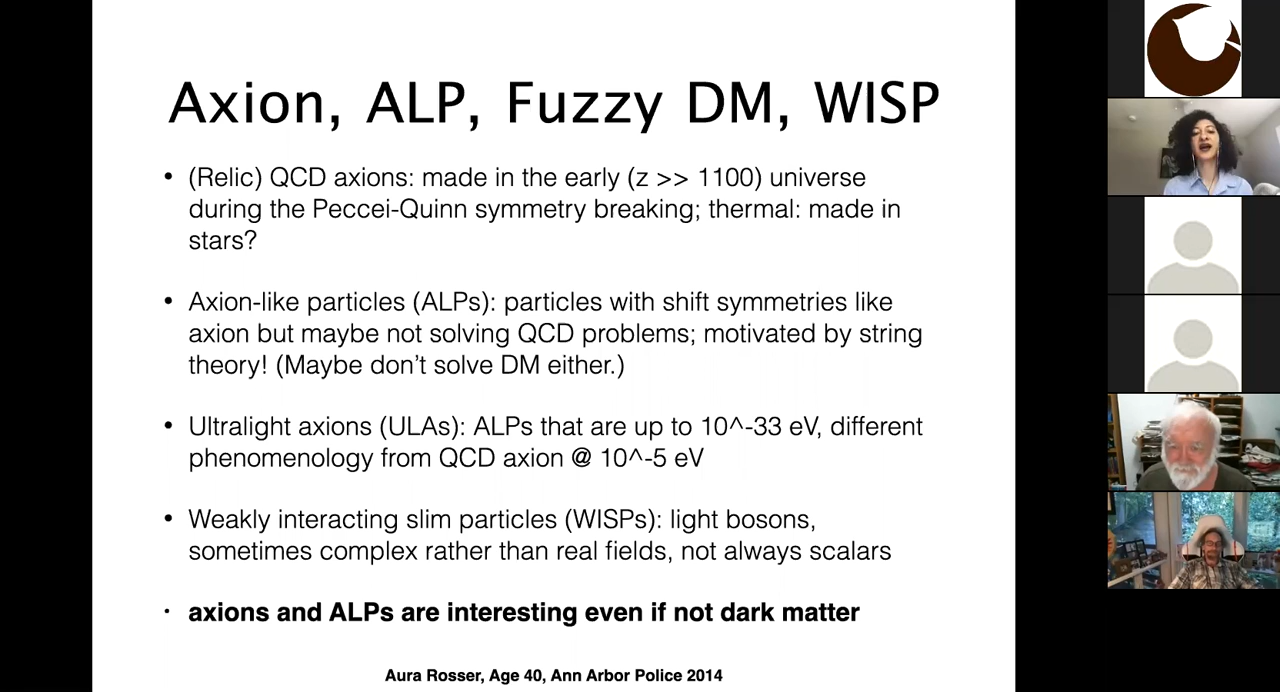 Axion, ALP, Fuzzy DM, WISP
• (Relic) QCD axions: made in the early (z >> 1100) universe
during the Peccei-Quinn symmetry breaking; thermal: made in
stars?
• Axion-like particles (ALPs): particles with shift symmetries like
axion but maybe not solving QCD problems; motivated by string
theory! (Maybe don’t solve DM either.)
• Ultralight axions (ULAs): ALPs that are up to 10^-33 eV, different
phenomenology from QCD axion @ 10^-5 eV
• Weakly interacting slim particles (WISPs): light bosons,
sometimes complex rather than real fields, not always scalars
• axions and ALPs are interesting even if not dark matter
Aura Rosser, Age 40, Ann Arbor Police 2014